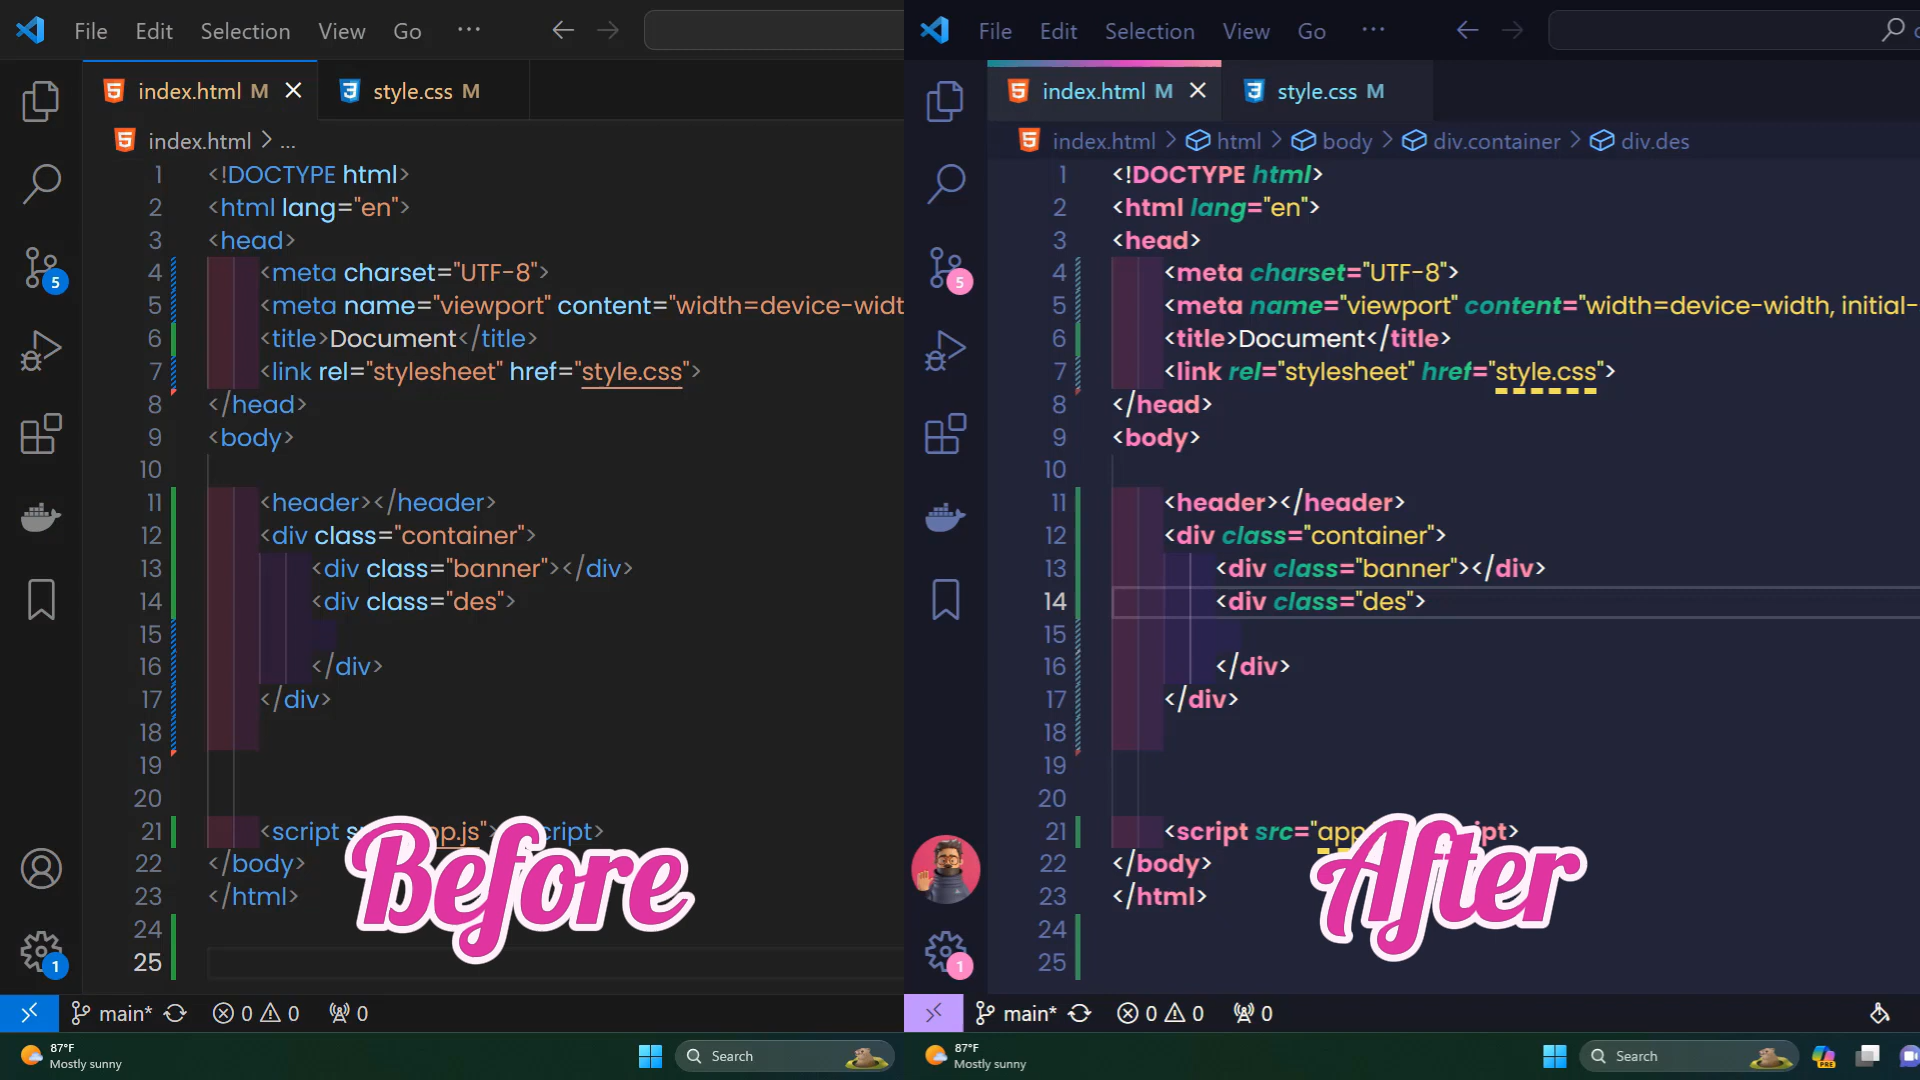 File Edit Selection View Go ···
index.html M
style.css M
index.html > ...
1 <!DOCTYPE html>
2 <html lang="en">
3 <head>
4 <meta charset="UTF-8">
5 <meta name="viewport" content="width=device-widt
6 <title>Document</title>
7 <link rel="stylesheet" href="style.css">
8 </head>
9 <body>
10
11 <header></header>
12 <div class="container">
13 <div class="banner"></div>
14 <div class="des">
15
16 </div>
17 </div>
18
19
20
21 <script
22 </body>
23 </html>
24
25
Before
5
1
main* 0 0 0
87°F
Mostly sunny
Search
File Edit Selection View Go ···
index.html M
style.css M
index.html > html > body > div.container > div.des
1 <!DOCTYPE html>
2 <html lang="en">
3 <head>
4 <meta charset="UTF-8">
5 <meta name="viewport" content="width=device-width, initial-
6 <title>Document</title>
7 <link rel="stylesheet" href="style.css">
8 </head>
9 <body>
10
11 <header></header>
12 <div class="container">
13 <div class="banner"></div>
14 <div class="des">
15
16 </div>
17 </div>
18
19
20
21 <script src="app
22 </body>
23 </html>
24
25
After
5
1
main* 0 0 0
87°F
Mostly sunny
Search
PRE